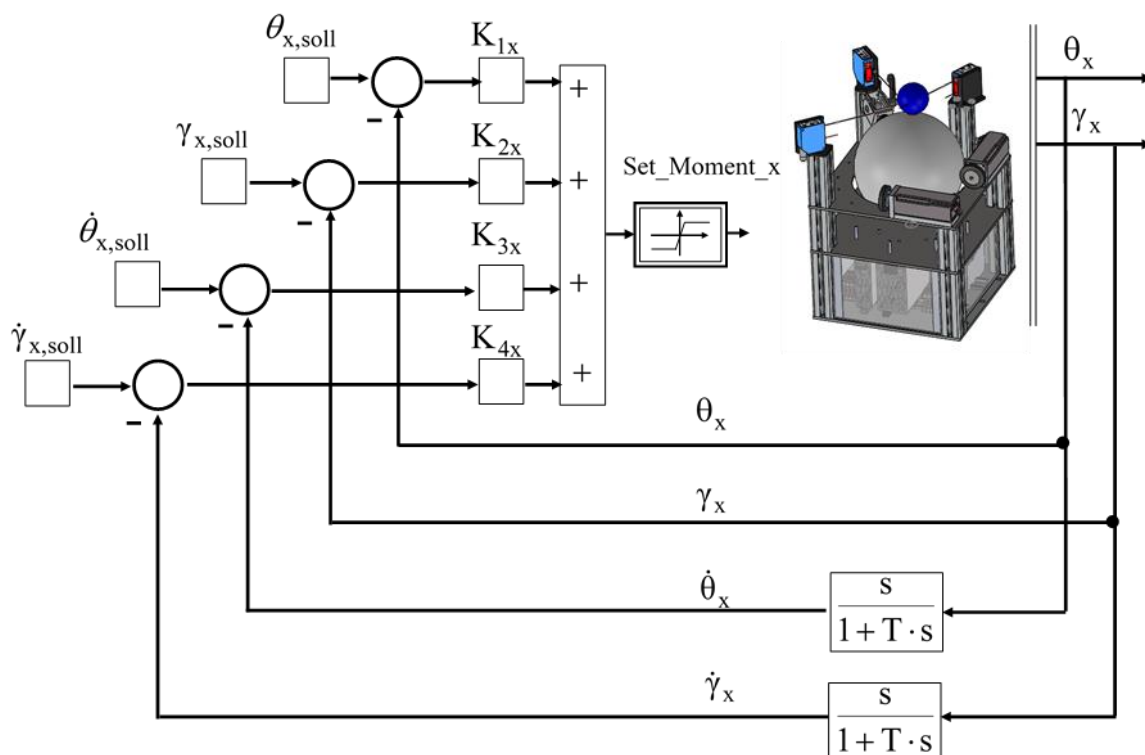 θx,soll
K1x
θx
γx,soll
K2x
γx
Set_Moment_x
θ̇x,soll
K3x
γ̇x,soll
K4x
+
+
+
+
-
-
-
-
θx
γx
θ̇x
s
1 + T · s
γ̇x
s
1 + T · s